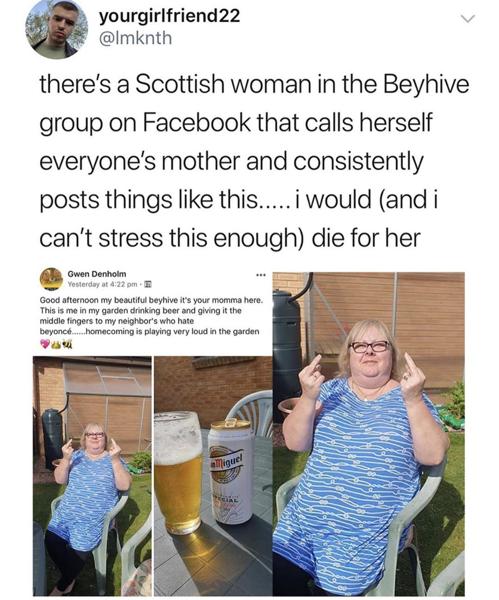 yourgirlfriend22
@lmknth
there's a Scottish woman in the Beyhive
group on Facebook that calls herself
everyone's mother and consistently
posts things like this.....i would (and i
can't stress this enough) die for her
Gwen Denholm
Yesterday at 4:22 pm ·
Good afternoon my beautiful beyhive it's your momma here.
This is me in my garden drinking beer and giving it the
middle fingers to my neighbor's who hate
beyoncé......homecoming is playing very loud in the garden
💖👑🐝
Miguel